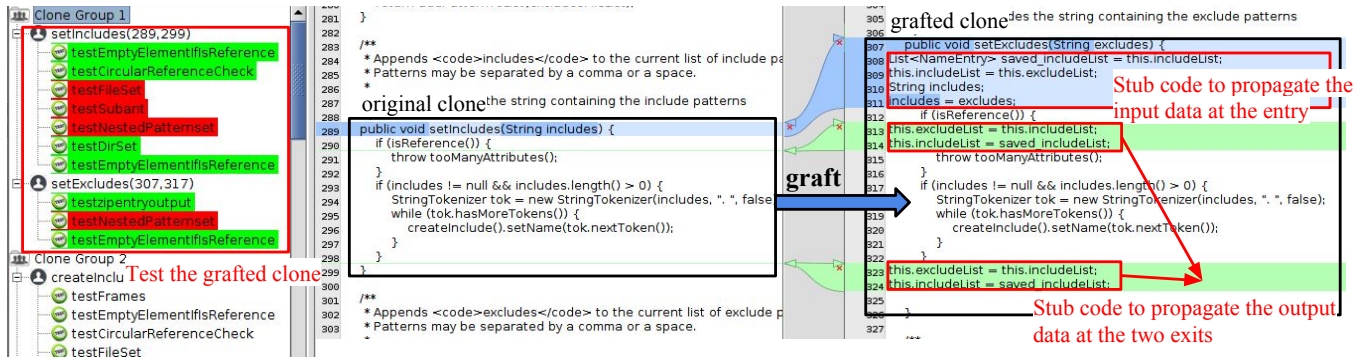 Clone Group 1
setIncludes(289,299)
testEmptyElementIfIsReference
testCircularReferenceCheck
testFileSet
testSubant
testNestedPatternset
testDirSet
testEmptyElementIfIsReference
setExcludes(307,317)
testzipentryoutput
testNestedPatternset
testEmptyElementIfIsReference
Clone Group 2
createInclu
testFrames
testEmptyElementIfIsReference
testCircularReferenceCheck
testFileSet
Test the grafted clone
281 }
282
283 /**
284 * Appends <code>includes</code> to the current list of include pa
285 * Patterns may be separated by a comma or a space.
286 *
287 the string containing the include patterns
original clone
288
289 public void setIncludes(String includes) {
290 if (isReference()) {
291 throw tooManyAttributes();
292 }
293 if (includes != null && includes.length() > 0) {
294 StringTokenizer tok = new StringTokenizer(includes, ". ", false);
295 while (tok.hasMoreTokens()) {
296 createInclude().setName(tok.nextToken());
297 }
298 }
299 }
300
301 /**
302 * Appends <code>excludes</code> to the current list of exclude p
303 * Patterns may be separated by a comma or a space.
graft
304
grafted clone
305 des the string containing the exclude patterns
306
307 public void setExcludes(String excludes) {
308 List<NameEntry> saved_includeList = this.includeList;
309 this.includeList = this.excludeList;
310 String includes;
311 includes = excludes;
312 if (isReference()) {
313 this.excludeList = this.includeList;
314 this.includeList = saved_includeList;
315 throw tooManyAttributes();
316 }
317 if (includes != null && includes.length() > 0) {
318 StringTokenizer tok = new StringTokenizer(includes, ". ", false);
319 while (tok.hasMoreTokens()) {
320 createInclude().setName(tok.nextToken());
321 }
322 }
323 this.excludeList = this.includeList;
324 this.includeList = saved_includeList;
325
326 }
327
Stub code to propagate the
input data at the entry
Stub code to propagate the output
data at the two exits